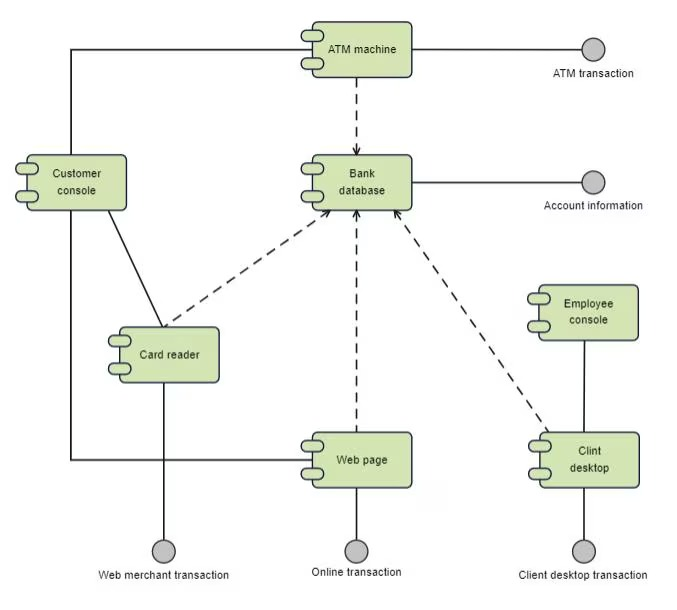 ATM machine
ATM transaction
Customer
console
Bank
database
Account information
Employee
console
Card reader
Web page
Clint
desktop
Web merchant transaction
Online transaction
Client desktop transaction